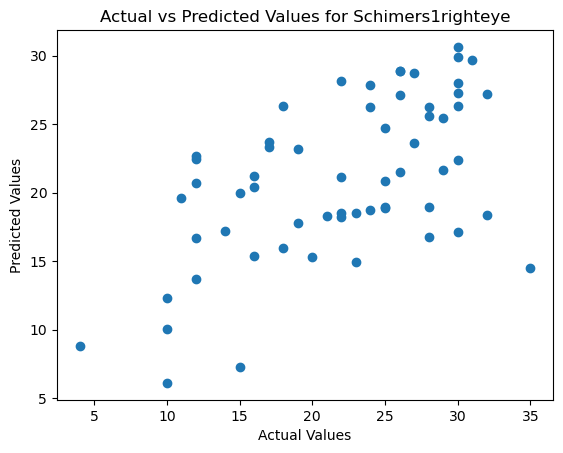 Actual vs Predicted Values for Schimers1righteye
30
25
20
15
10
5
Predicted Values
5 10 15 20 25 30 35
Actual Values